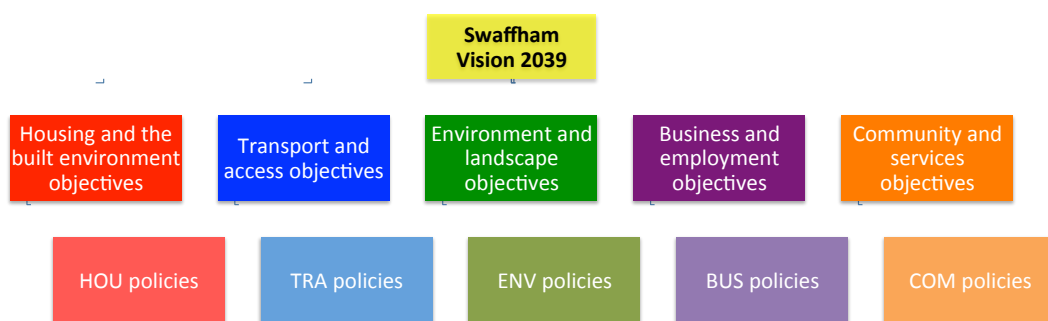 Swaffham
Vision 2039
Housing and the
built environment
objectives
Transport and
access objectives
Environment and
landscape
objectives
Business and
employment
objectives
Community and
services
objectives
HOU policies
TRA policies
ENV policies
BUS policies
COM policies